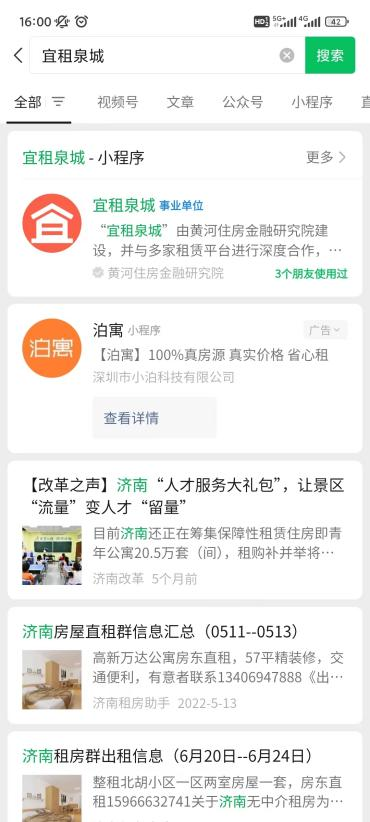 16:00
HD 5G 4G 42
宜租泉城
搜索
全部 视频号 文章 公众号 小程序
宜租泉城 - 小程序 更多
宜租泉城 事业单位
“宜租泉城”由黄河住房金融研究院建
设，并与多家租赁平台进行深度合作，…
黄河住房金融研究院 3个朋友使用过
泊寓
泊寓 小程序 广告
【泊寓】100%真房源 真实价格 省心租
深圳市小泊科技有限公司
查看详情
【改革之声】济南“人才服务大礼包”，让景区
“流量”变人才“留量”
目前济南还正在筹集保障性租赁住房即青
年公寓20.5万套（间），租购补并举将…
济南改革 5个月前
济南房屋直租群信息汇总（0511--0513）
高新万达公寓房东直租，57平精装修，交
通便利，有意者联系13406947888《出…
济南租房助手 2022-5-13
济南租房群出租信息（6月20日--6月24日）
整租北胡小区一区两室房屋一套，房东直
租15966632741关于济南无中介租房为…